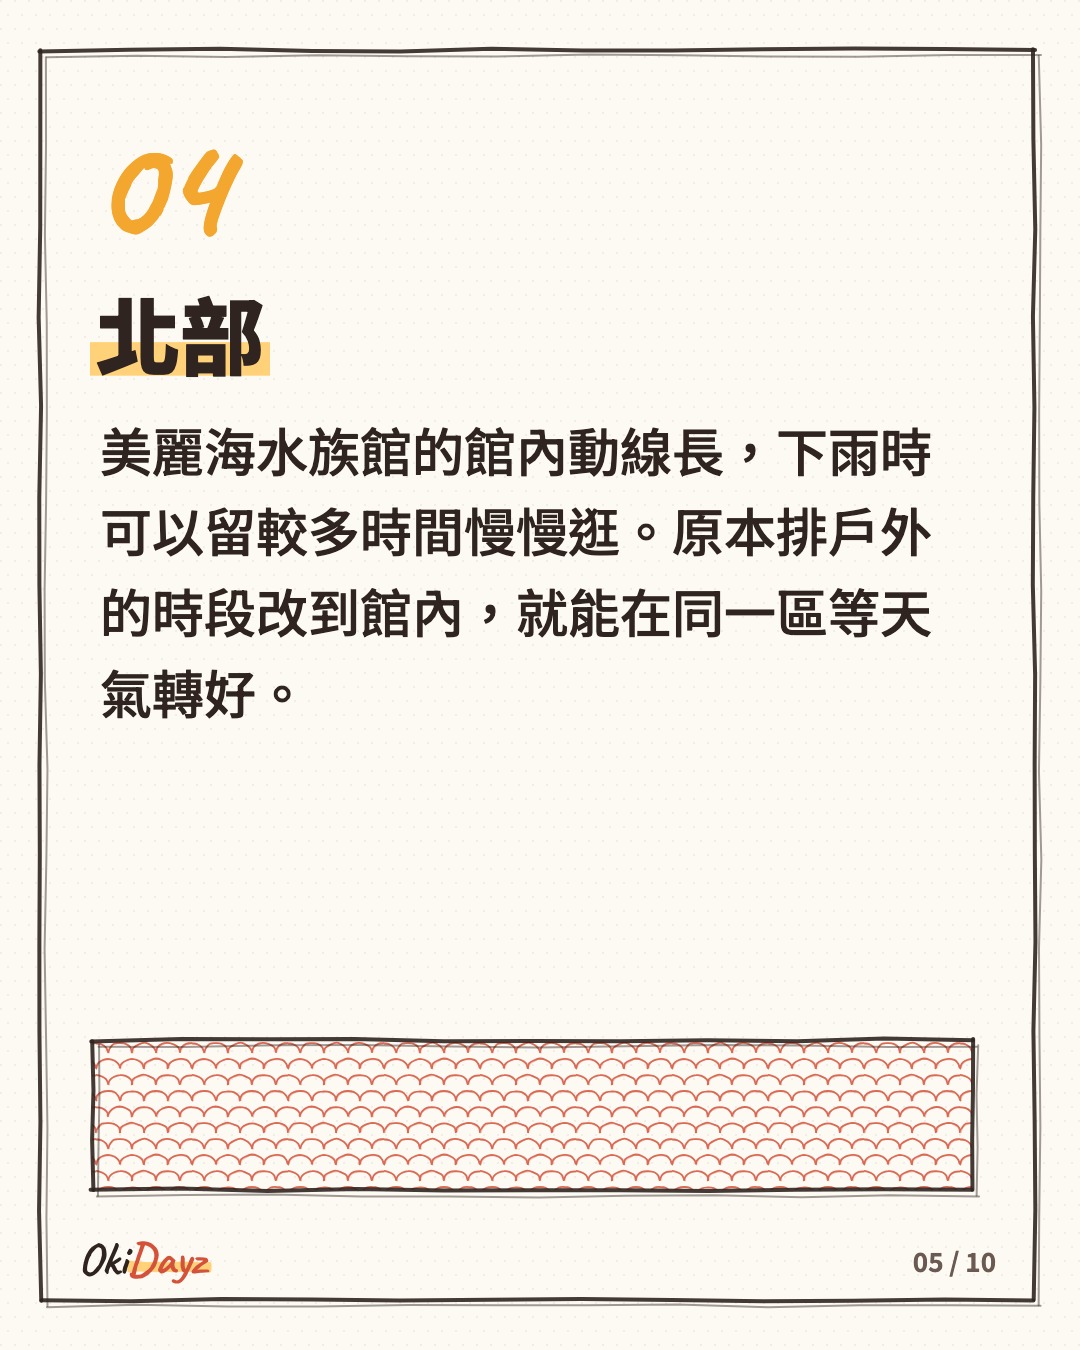 04
北部
美麗海水族館的館內動線長，下雨時
可以留較多時間慢慢逛。原本排戶外
的時段改到館內，就能在同一區等天
氣轉好。
OkiDayz
05 / 10